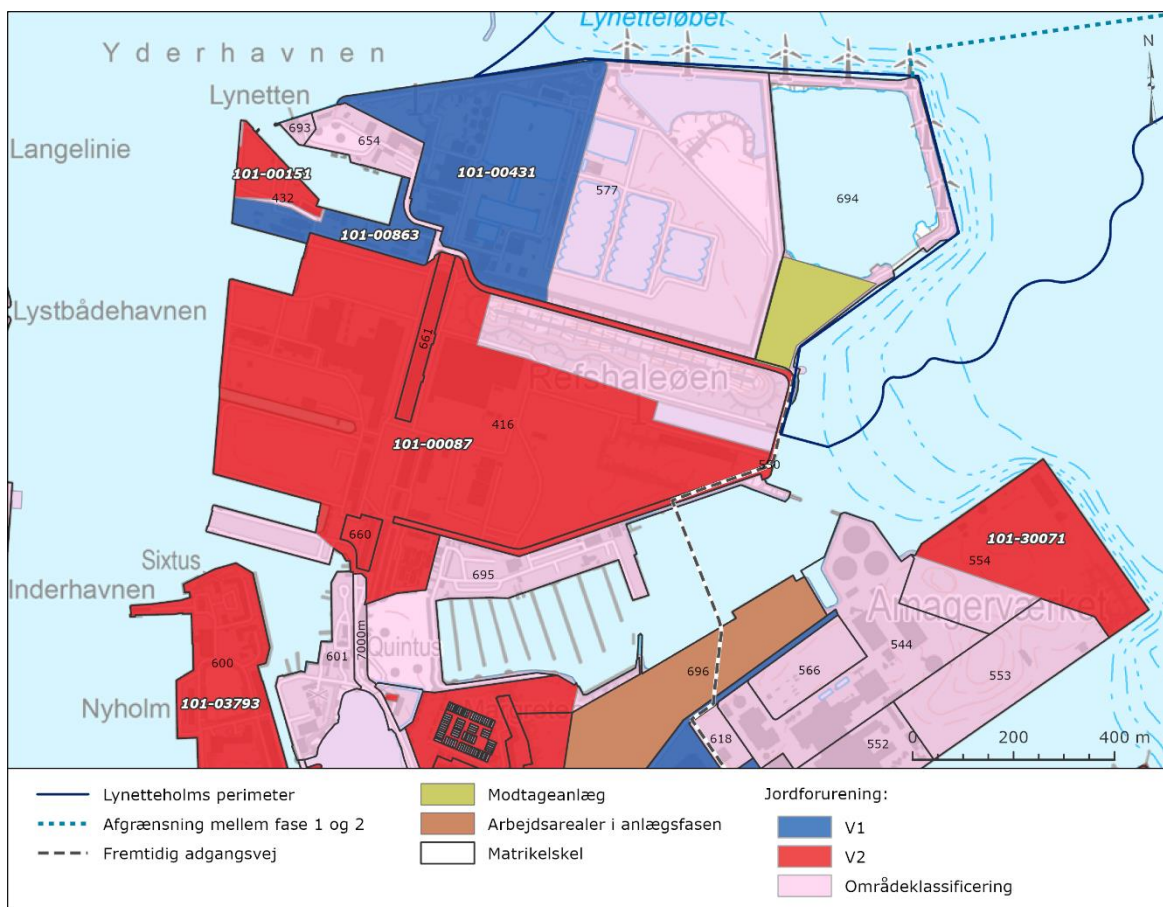 Lynetteløbet
Yderhavnen
N
Lynetten
693
654
Langelinie
101-00151
101-00431
432
577
694
101-00863
Lystbådehavnen
661
Refshaleøen
416
101-00087
530
660
101-30071
Sixtus
554
695
Inderhavnen
Amagerværket
7000m
Quintus
544
600
601
696
566
553
101-03793
Nyholm
618
552
0 200 400 m
Lynetteholms perimeter
Afgrænsning mellem fase 1 og 2
Fremtidig adgangsvej
Modtageanlæg
Arbejdsarealer i anlægsfasen
Matrikelskel
Jordforurening:
V1
V2
Områdeklassificering